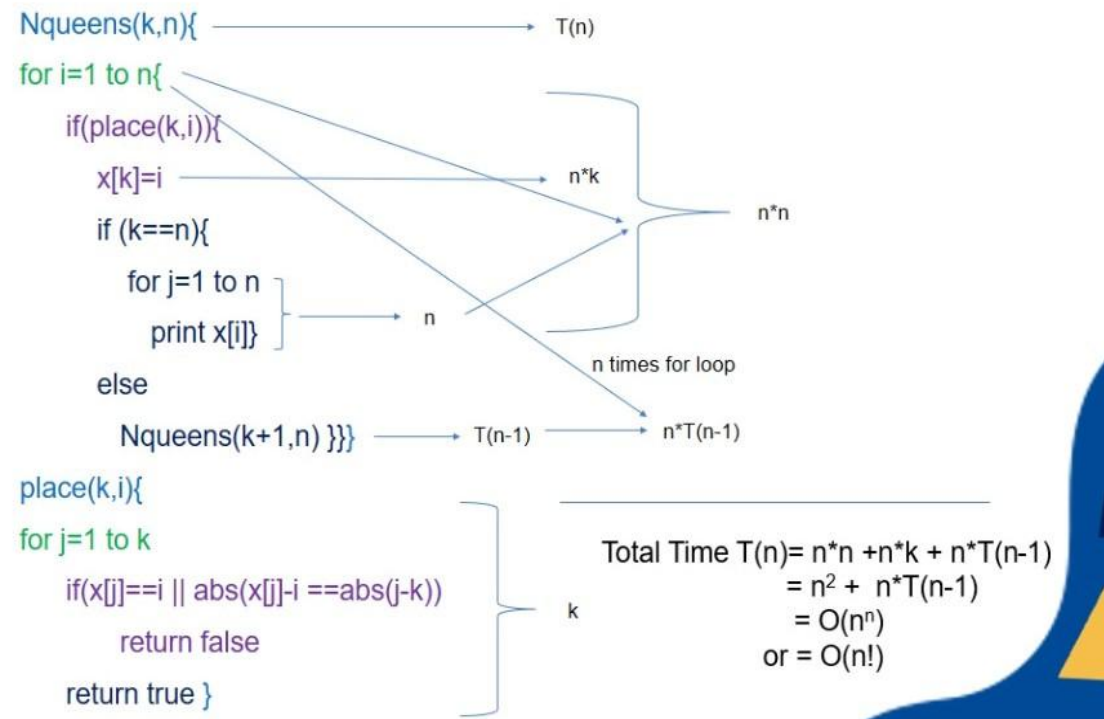 Nqueens(k,n){ T(n)
for i=1 to n{
if(place(k,i)){
x[k]=i n*k
n*n
if (k==n){
for j=1 to n
n
print x[i]}
n times for loop
else
Nqueens(k+1,n) }}} T(n-1) n*T(n-1)
place(k,i){
for j=1 to k
if(x[j]==i || abs(x[j]-i ==abs(j-k))
k
return false
return true }
Total Time T(n)= n*n +n*k + n*T(n-1)
= n² + n*T(n-1)
= O(nⁿ)
or = O(n!)